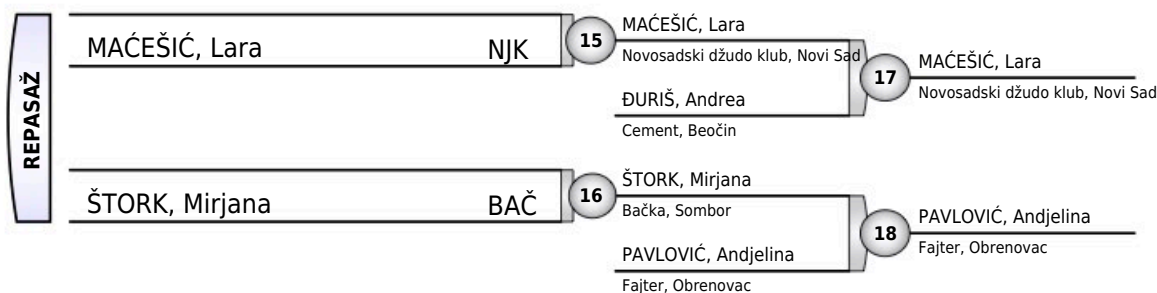 REPASAŽ
MAĆEŠIĆ, Lara NJK
15
MAĆEŠIĆ, Lara
Novosadski džudo klub, Novi Sad
ĐURIŠ, Andrea
Cement, Beočin
17
MAĆEŠIĆ, Lara
Novosadski džudo klub, Novi Sad
ŠTORK, Mirjana BAČ
16
ŠTORK, Mirjana
Bačka, Sombor
PAVLOVIĆ, Andjelina
Fajter, Obrenovac
18
PAVLOVIĆ, Andjelina
Fajter, Obrenovac